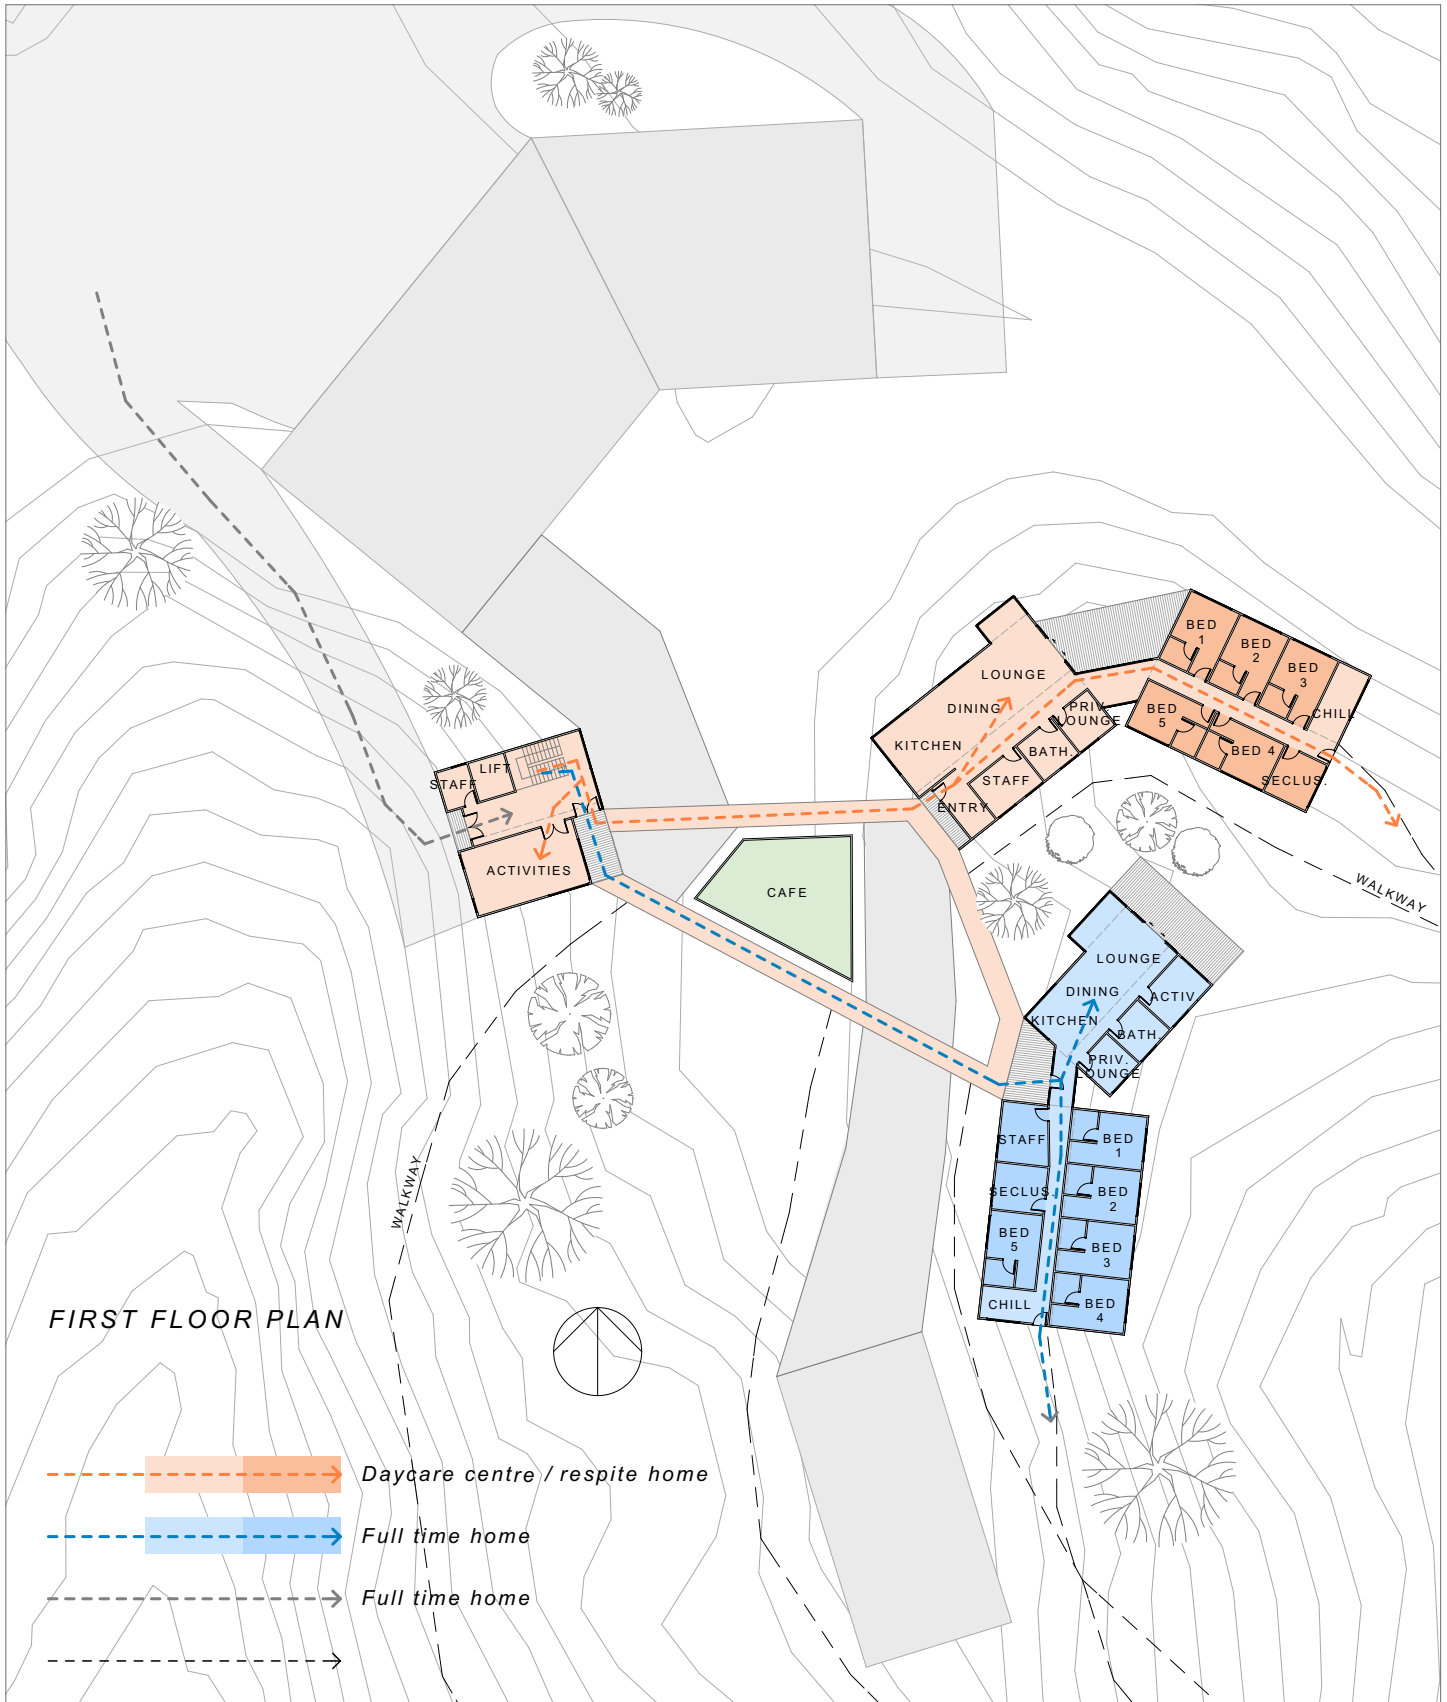 BED
1
BED
2
BED
3
LOUNGE
CHILL
DINING
PRIV.
LOUNGE
BED
5
KITCHEN
BATH.
BED 4
STAFF
SECLUS.
ENTRY
LIFT
STAFF
ACTIVITIES
CAFE
WALKWAY
LOUNGE
DINING
ACTIV
KITCHEN
BATH.
PRIV.
LOUNGE
STAFF
BED
1
SECLUS.
BED
2
BED
5
BED
3
CHILL
BED
4
WALKWAY
FIRST FLOOR PLAN
Daycare centre / respite home
Full time home
Full time home